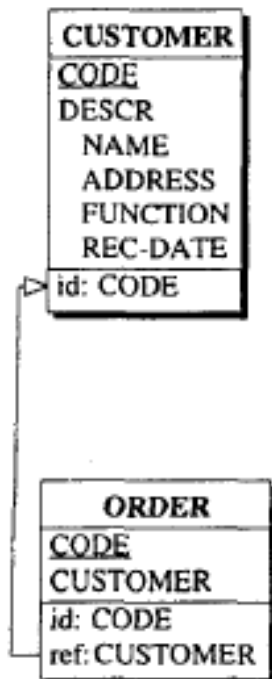 CUSTOMER
CODE
DESCR
NAME
ADDRESS
FUNCTION
REC-DATE
id: CODE
ORDER
CODE
CUSTOMER
id: CODE
ref: CUSTOMER